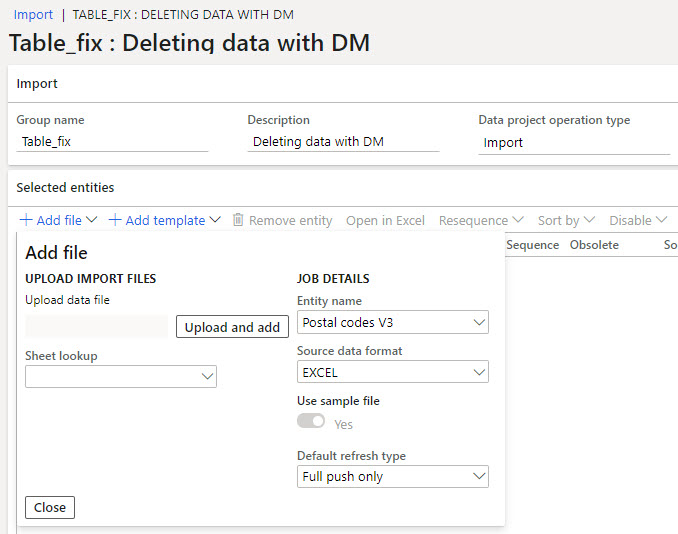 Import | TABLE_FIX : DELETING DATA WITH DM
Table_fix : Deleting data with DM
Import
Group name Description Data project operation type
Table_fix Deleting data with DM Import
Selected entities
Add file Add template Remove entity Open in Excel Resequence Sort by Disable
Sequence Obsolete So
Add file
UPLOAD IMPORT FILES
Upload data file
Upload and add
Sheet lookup
JOB DETAILS
Entity name
Postal codes V3
Source data format
EXCEL
Use sample file
Yes
Default refresh type
Full push only
Close